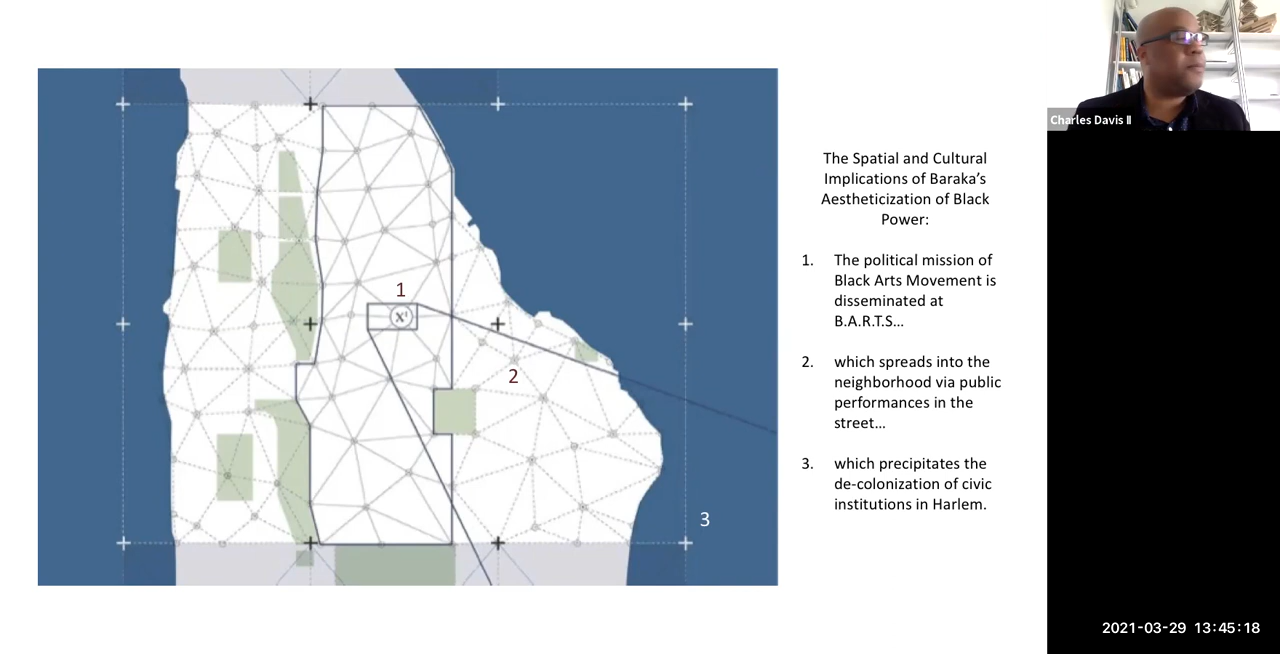 The Spatial and Cultural
Implications of Baraka’s
Aestheticization of Black
Power:
1. The political mission of
Black Arts Movement is
disseminated at
B.A.R.T.S...
2. which spreads into the
neighborhood via public
performances in the
street...
3. which precipitates the
de-colonization of civic
institutions in Harlem.
1
X'
2
3
Charles Davis II
2021-03-29 13:45:18